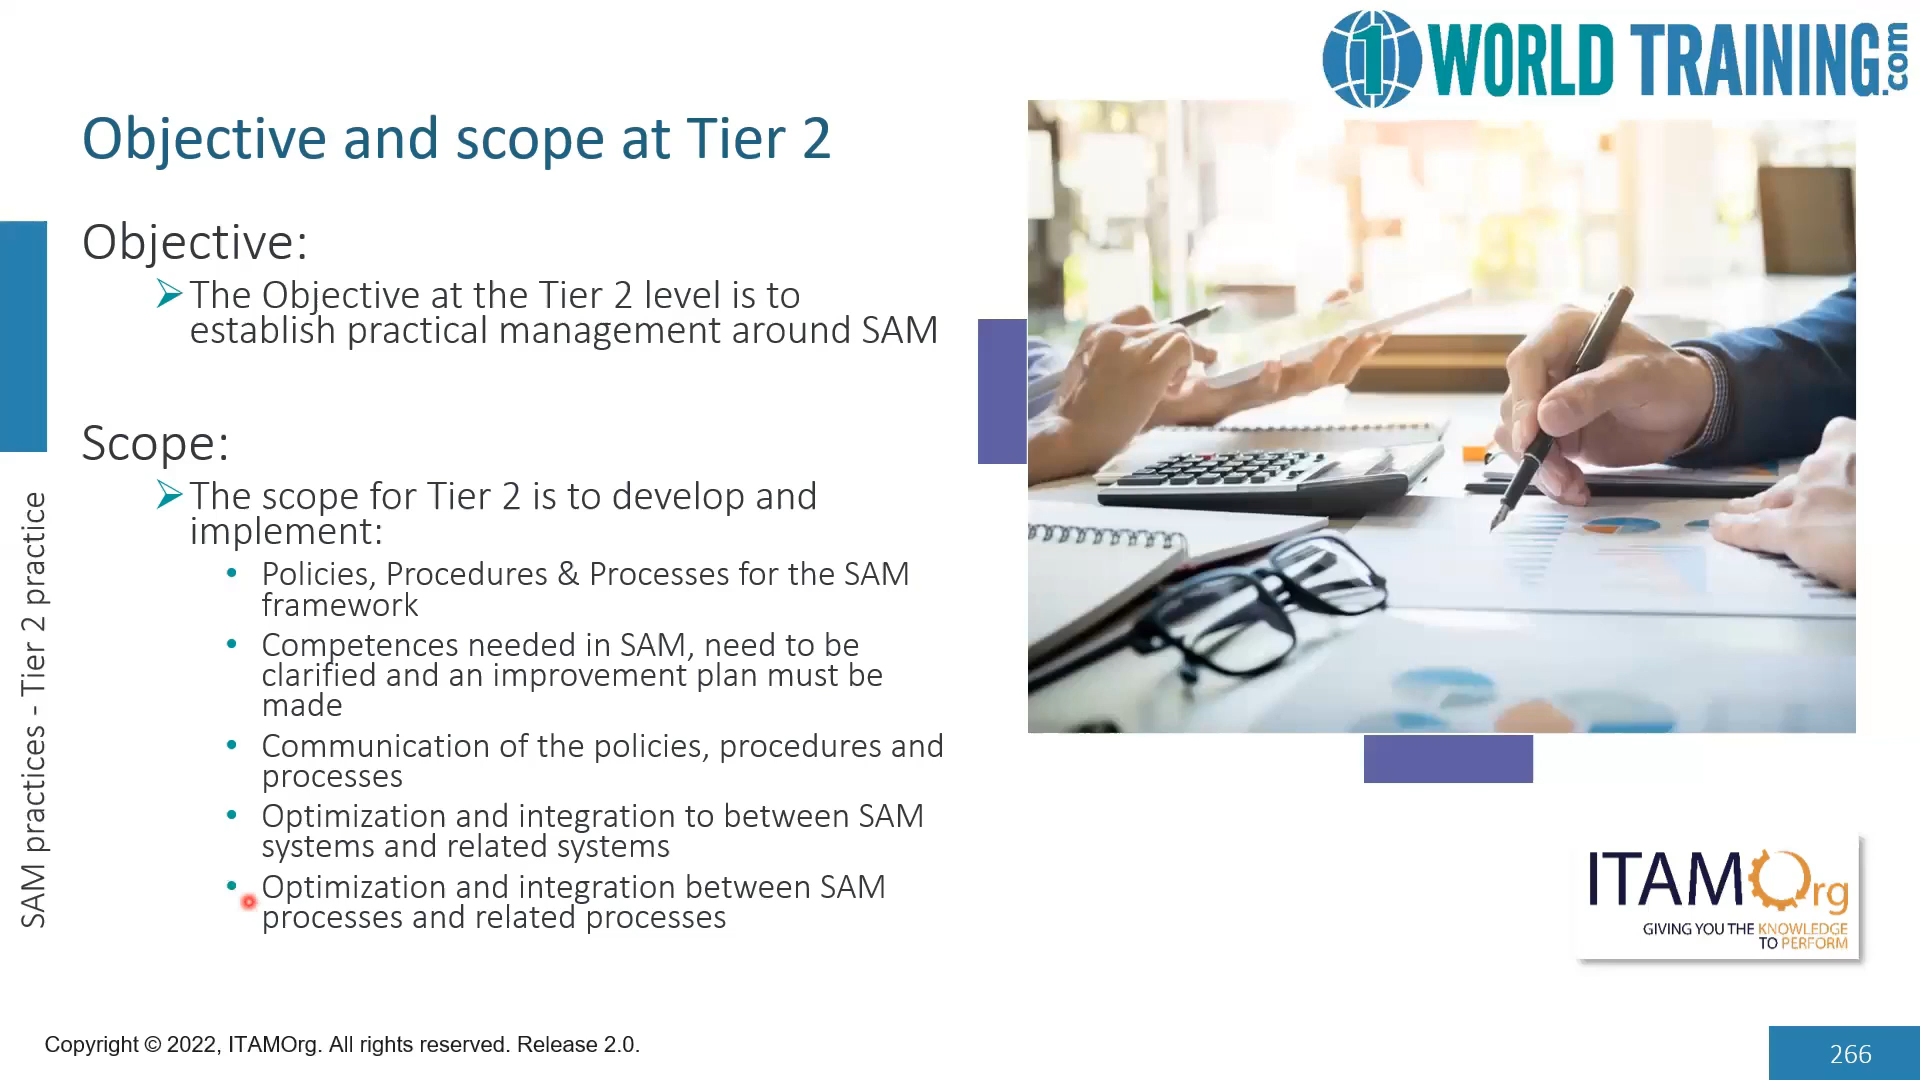 1 WORLD TRAINING.com
Objective and scope at Tier 2
Objective:
The Objective at the Tier 2 level is to
establish practical management around SAM
Scope:
The scope for Tier 2 is to develop and
implement:
• Policies, Procedures & Processes for the SAM
framework
• Competences needed in SAM, need to be
clarified and an improvement plan must be
made
• Communication of the policies, procedures and
processes
• Optimization and integration to between SAM
systems and related systems
• Optimization and integration between SAM
processes and related processes
SAM practices - Tier 2 practice
ITAMOrg
GIVING YOU THE KNOWLEDGE
TO PERFORM
Copyright © 2022, ITAMOrg. All rights reserved. Release 2.0.
266